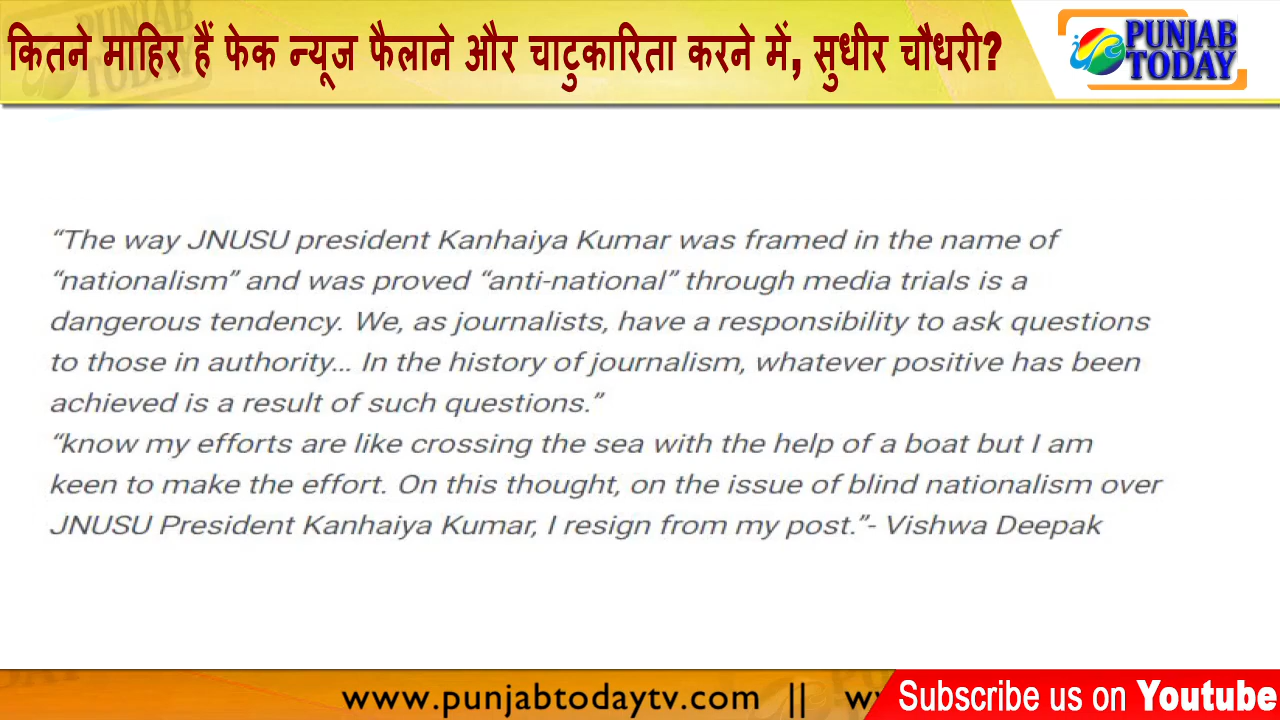 कितने माहिर हैं फेक न्यूज फैलाने और चाटुकारिता करने में, सुधीर चौधरी?
PUNJAB
TODAY
“The way JNUSU president Kanhaiya Kumar was framed in the name of
“nationalism” and was proved “anti-national” through media trials is a
dangerous tendency. We, as journalists, have a responsibility to ask questions
to those in authority... In the history of journalism, whatever positive has been
achieved is a result of such questions.”
“know my efforts are like crossing the sea with the help of a boat but I am
keen to make the effort. On this thought, on the issue of blind nationalism over
JNUSU President Kanhaiya Kumar, I resign from my post.”- Vishwa Deepak
www.punjabtodaytv.com || w
Subscribe us on Youtube